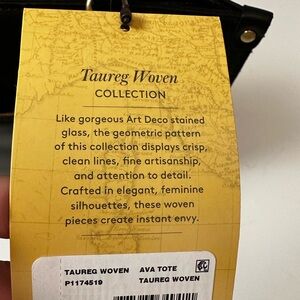 Taureg Woven
COLLECTION
Like gorgeous Art Deco stained
glass, the geometric pattern
of this collection displays crisp,
clean lines, fine artisanship,
and attention to detail.
Crafted in elegant, feminine
silhouettes, these woven
pieces create instant envy.
TAUREG WOVEN AVA TOTE
P1174519 TAUREG WOVEN